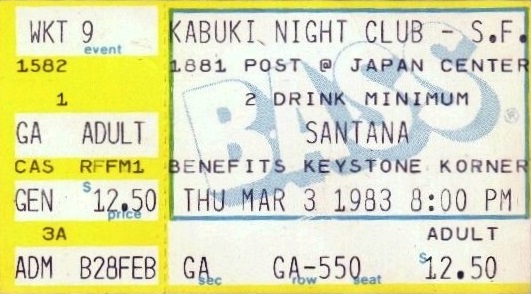 WKT 9
event
1582
1
GA ADULT
CAS RFFM1
GEN $12.50
price
3A
ADM B28FEB
KABUKI NIGHT CLUB - S.F.
1881 POST @ JAPAN CENTER
2 DRINK MINIMUM
SANTANA
BENEFITS KEYSTONE KORNER
THU MAR 3 1983 8:00 PM
BASS
ADULT
GA GA-550 $12.50
sec row seat